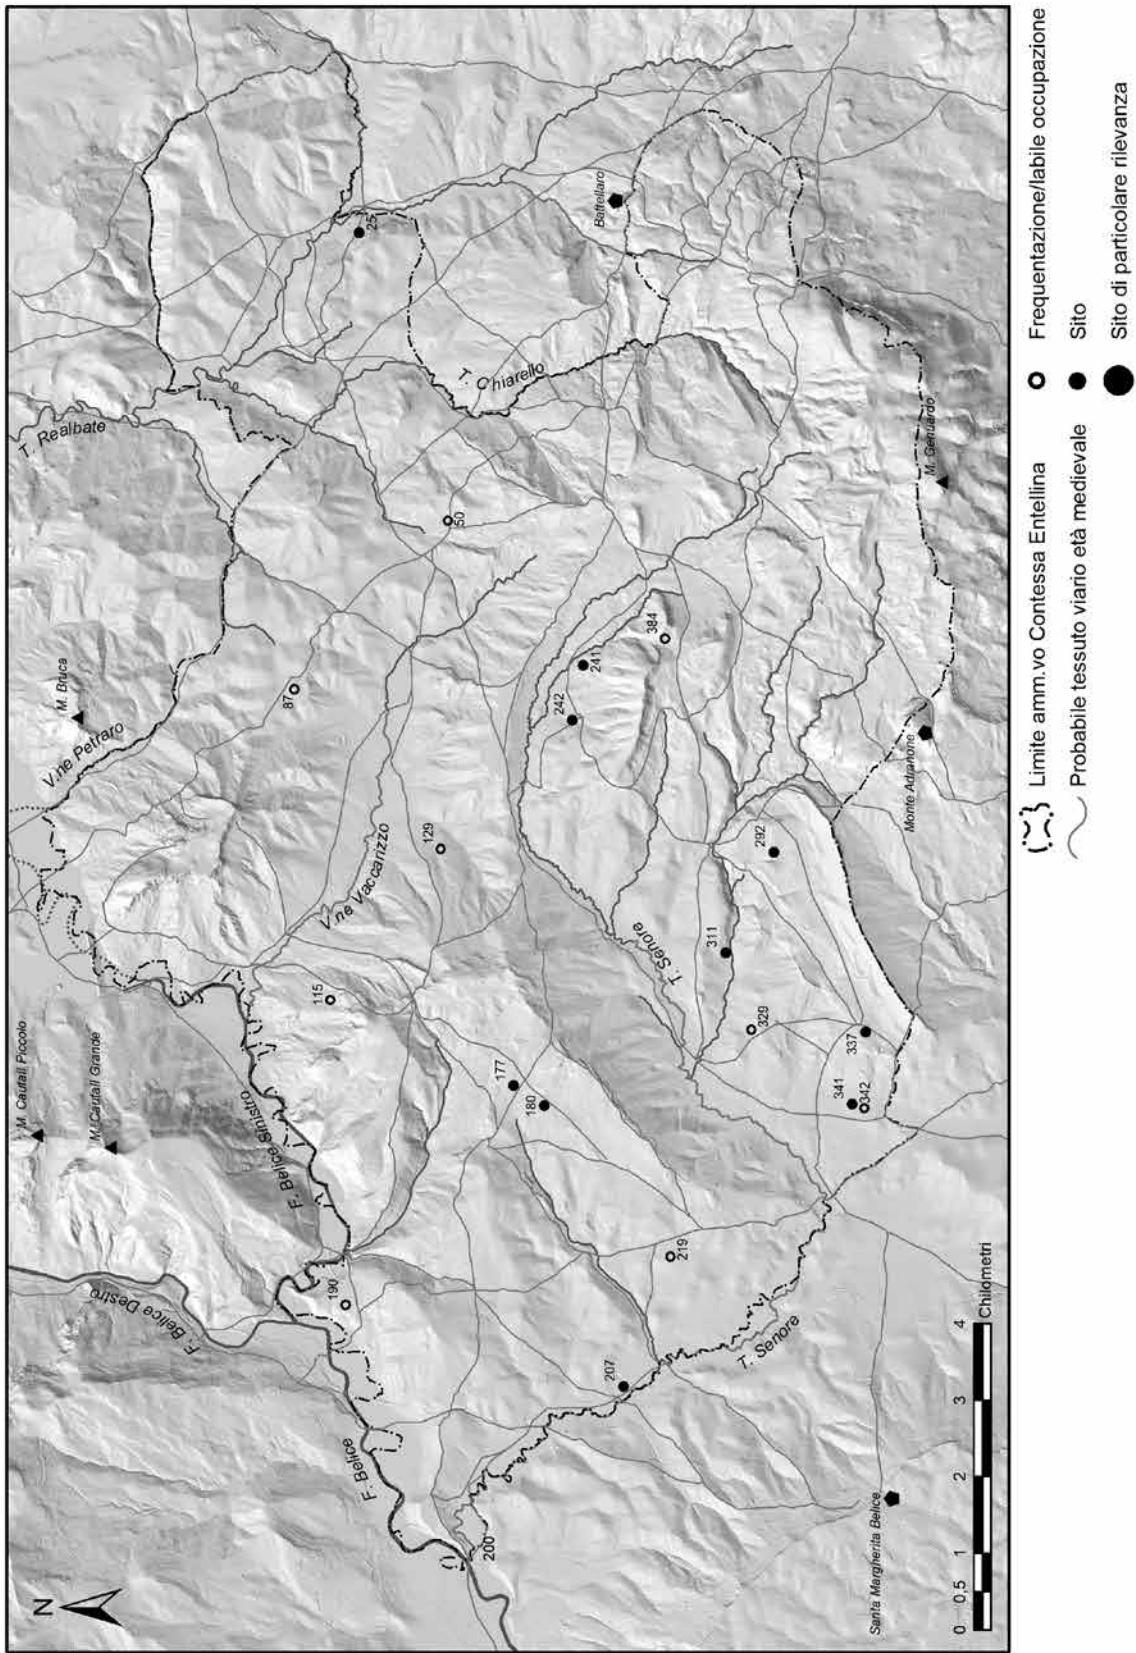 N
M. Cautali Piccolo
M. Cautali Grande
M. Bruca
V.ne Petraro
T. Realbate
F. Belice Destro
F. Belice Sinistro
F. Belice
190
115
87
25
V.ne Vaccarizzo
129
50
T. Chiarello
Battellaro
200
207
219
180
177
242
241
384
T. Senore
T. Senore
311
329
292
341
342
337
Monte Adranone
M. Genuardo
Santa Margherita Belice
0 0,5 1 2 3 4
Chilometri
Limite amm.vo Contessa Entellina
Probabile tessuto viario età medievale
Frequentazione/labile occupazione
Sito
Sito di particolare rilevanza